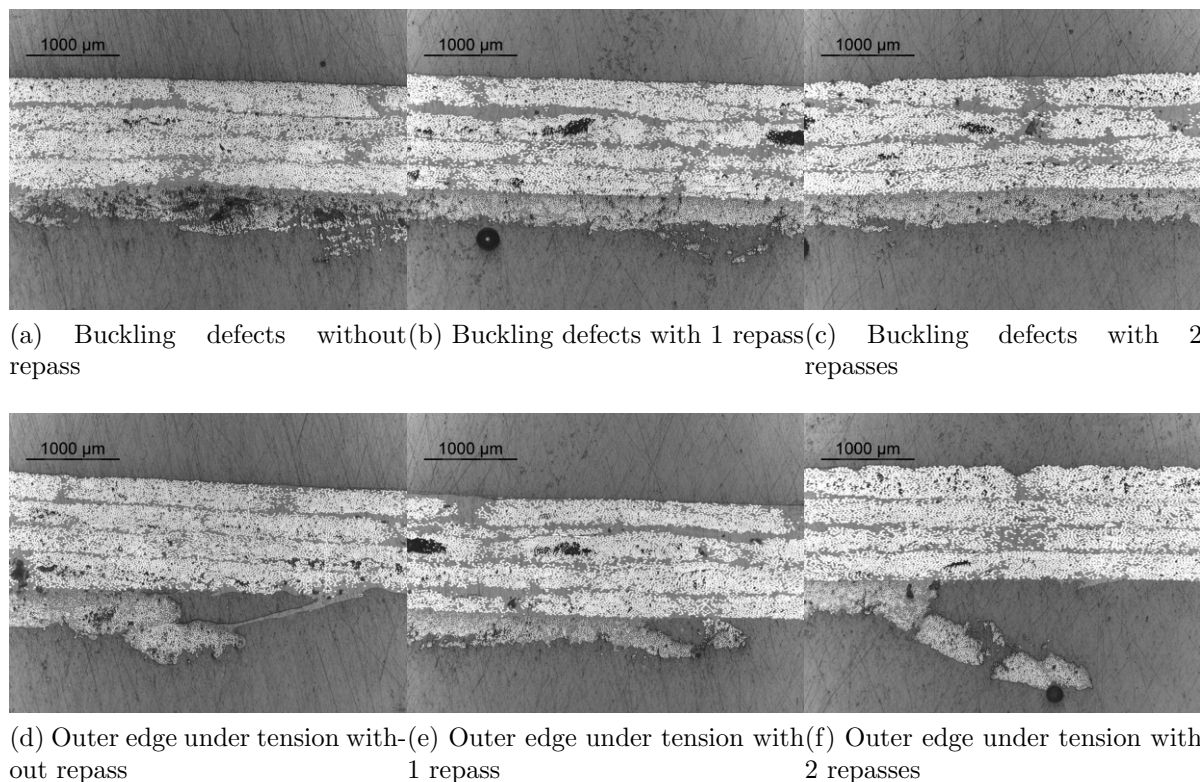 1000 µm
1000 µm
1000 µm
(a) Buckling defects without
repass
(b) Buckling defects with 1 repass
(c) Buckling defects with 2
repasses
1000 µm
1000 µm
1000 µm
(d) Outer edge under tension with-
out repass
(e) Outer edge under tension with
1 repass
(f) Outer edge under tension with
2 repasses